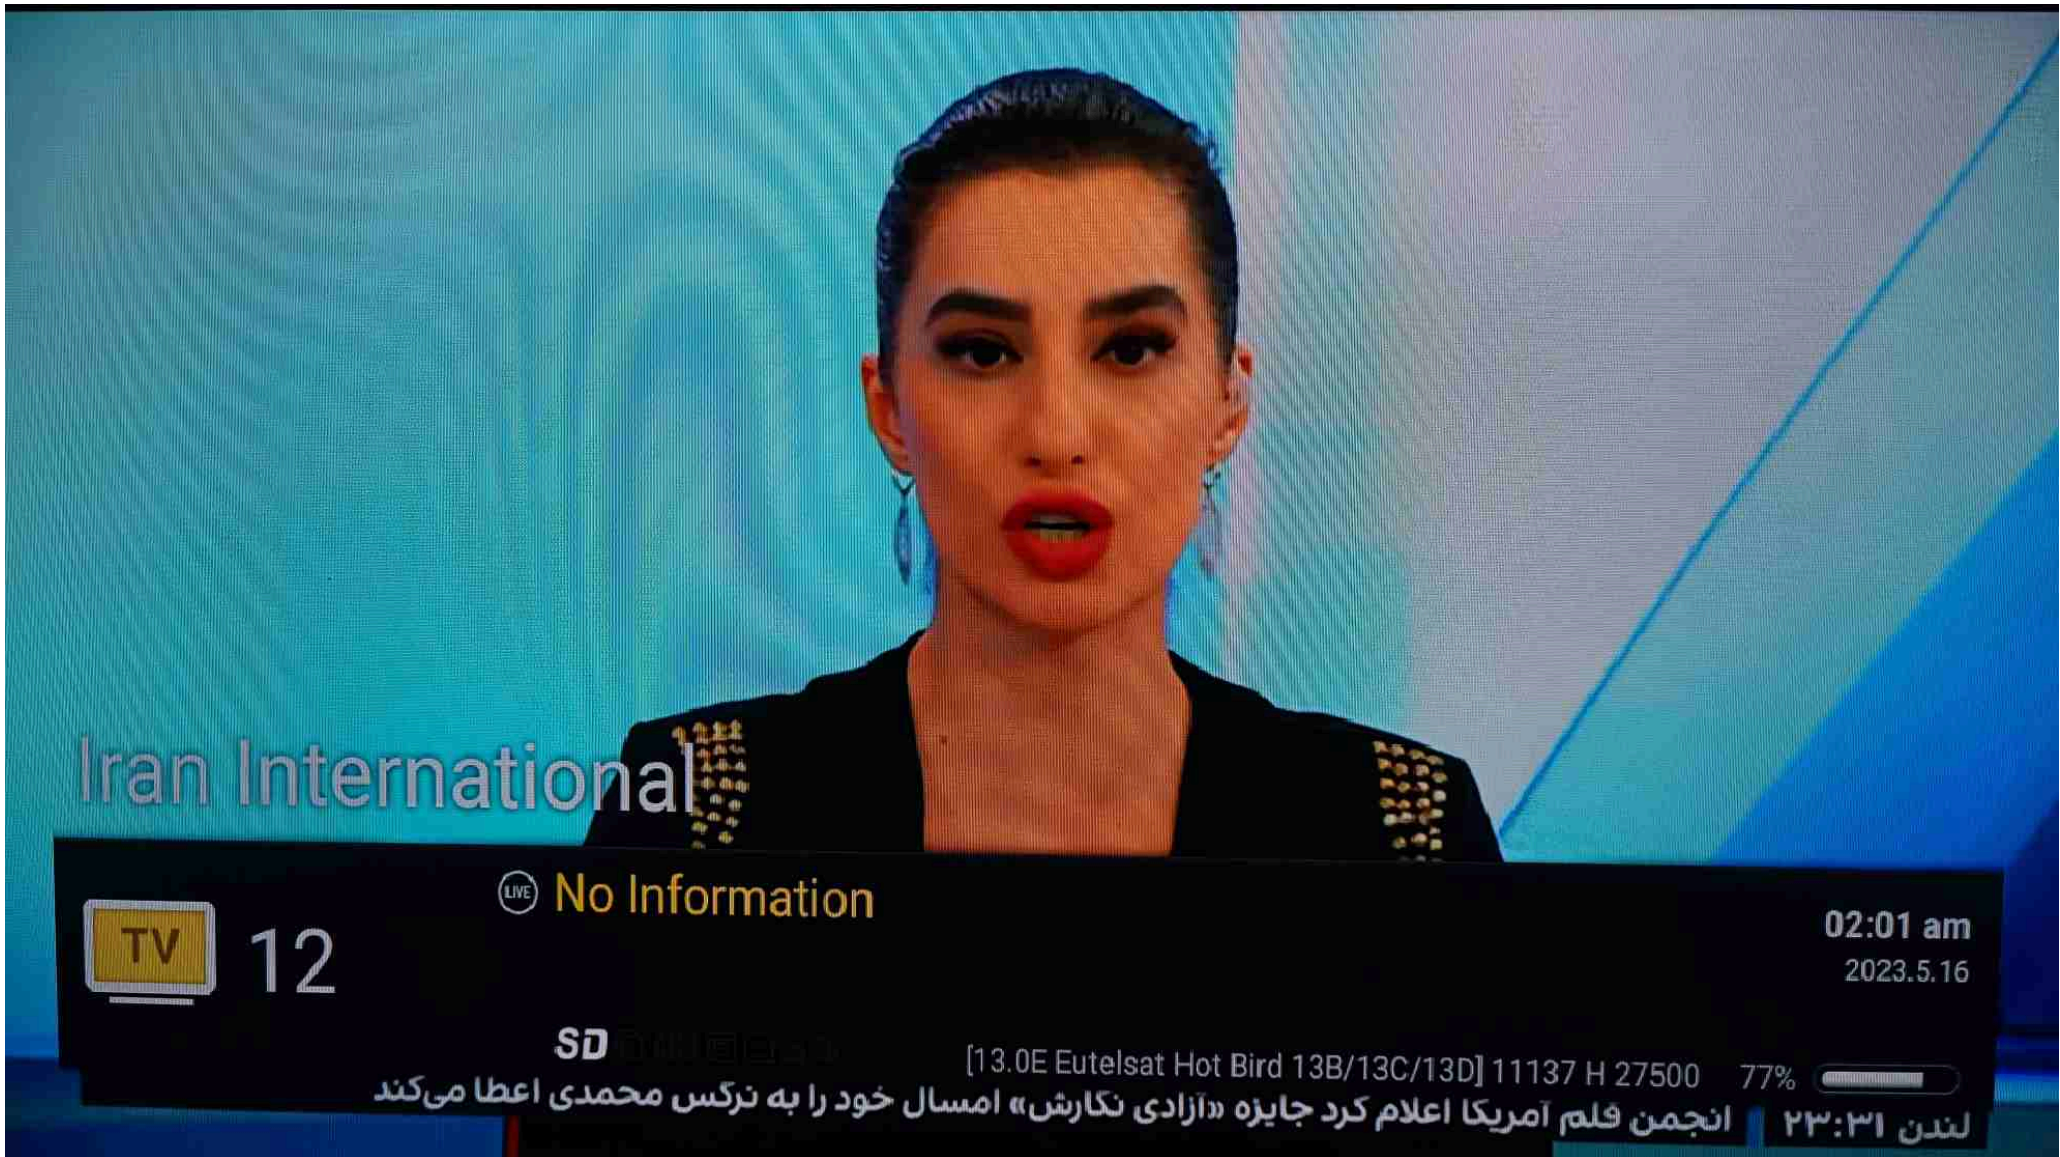 Iran International
LIVE No Information
TV 12
02:01 am
2023.5.16
SD
[13.0E Eutelsat Hot Bird 13B/13C/13D] 11137 H 27500 77%
انجمن قلم آمریکا اعلام کرد جایزه «آزادی نگارش» امسال خود را به نرگس محمدی اعطا می‌کند
لندن ۲۳:۳۱